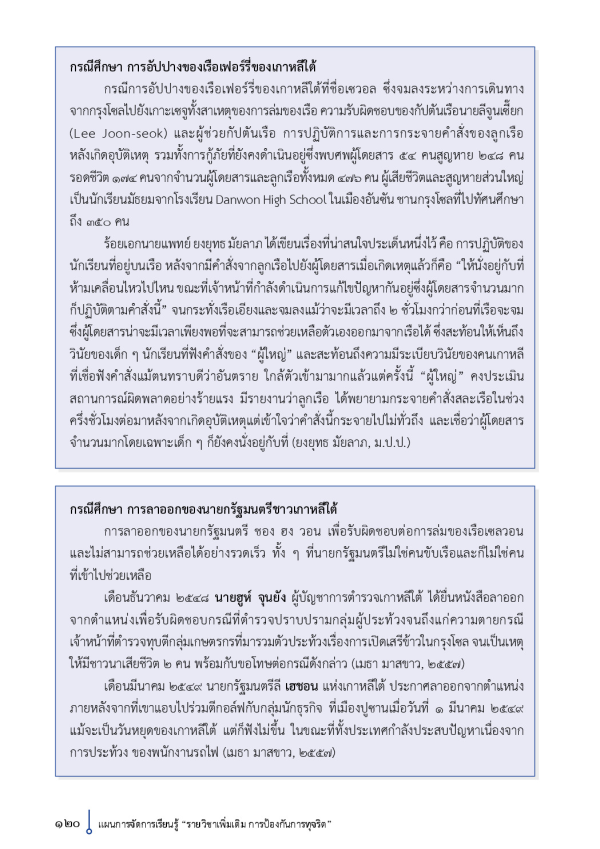 กรณีศึกษา การอัปปางของเรือเฟอร์รี่ของเกาหลีใต้
กรณีการอัปปางของเรือเฟอร์รี่ของเกาหลีใต้ที่ชื่อเซวอล ซึ่งจมลงระหว่างการเดินทาง
จากกรุงโซลไปยังเกาะเซจูทั้งสาเหตุของการล่มของเรือ ความรับผิดชอบของกัปตันเรือนายลีจูนเซี๊ยก
(Lee Joon-seok) และผู้ช่วยกัปตันเรือ การปฏิบัติการและการกระจายคำสั่งของลูกเรือ
หลังเกิดอุบัติเหตุ รวมทั้งการกู้ภัยที่ยังคงดำเนินอยู่ซึ่งพบศพผู้โดยสาร ๕๔ คนสูญหาย ๒๔๘ คน
รอดชีวิต ๑๗๔ คนจากจำนวนผู้โดยสารและลูกเรือทั้งหมด ๔๗๖ คน ผู้เสียชีวิตและสูญหายส่วนใหญ่
เป็นนักเรียนมัธยมจากโรงเรียน Danwon High School ในเมืองอันซัน ชานกรุงโซลที่ไปทัศนศึกษา
ถึง ๓๕๐ คน
ร้อยเอกนายแพทย์ ยงยุทธ มัยลาภ ได้เขียนเรื่องที่น่าสนใจประเด็นหนึ่งไว้ คือ การปฏิบัติของ
นักเรียนที่อยู่บนเรือ หลังจากมีคำสั่งจากลูกเรือไปยังผู้โดยสารเมื่อเกิดเหตุแล้วก็คือ “ให้นั่งอยู่กับที่
ห้ามเคลื่อนไหวไปไหน ขณะที่เจ้าหน้าที่กำลังดำเนินการแก้ไขปัญหากันอยู่ซึ่งผู้โดยสารจำนวนมาก
ก็ปฏิบัติตามคำสั่งนี้” จนกระทั่งเรือเอียงและจมลงแม้ว่าจะมีเวลาถึง ๒ ชั่วโมงกว่าก่อนที่เรือจะจม
ซึ่งผู้โดยสารน่าจะมีเวลาเพียงพอที่จะสามารถช่วยเหลือตัวเองออกมาจากเรือได้ ซึ่งสะท้อนให้เห็นถึง
วินัยของเด็ก ๆ นักเรียนที่ฟังคำสั่งของ “ผู้ใหญ่” และสะท้อนถึงความมีระเบียบวินัยของคนเกาหลี
ที่เชื่อฟังคำสั่งแม้ตนทราบดีว่าอันตราย ใกล้ตัวเข้ามามากแล้วแต่ครั้งนี้ “ผู้ใหญ่” คงประเมิน
สถานการณ์ผิดพลาดอย่างร้ายแรง มีรายงานว่าลูกเรือ ได้พยายามกระจายคำสั่งสละเรือในช่วง
ครึ่งชั่วโมงต่อมาหลังจากเกิดอุบัติเหตุแต่เข้าใจว่าคำสั่งนี้กระจายไปไม่ทั่วถึง และเชื่อว่าผู้โดยสาร
จำนวนมากโดยเฉพาะเด็ก ๆ ก็ยังคงนั่งอยู่กับที่ (ยงยุทธ มัยลาภ, ม.ป.ป.)
กรณีศึกษา การลาออกของนายกรัฐมนตรีชาวเกาหลีใต้
การลาออกของนายกรัฐมนตรี ชอง ฮง วอน เพื่อรับผิดชอบต่อการล่มของเรือเซลวอน
และไม่สามารถช่วยเหลือได้อย่างรวดเร็ว ทั้ง ๆ ที่นายกรัฐมนตรีไม่ใช่คนขับเรือและก็ไม่ใช่คน
ที่เข้าไปช่วยเหลือ
เดือนธันวาคม ๒๕๔๘ นายฮูห์ จุนยัง ผู้บัญชาการตำรวจเกาหลีใต้ ได้ยื่นหนังสือลาออก
จากตำแหน่งเพื่อรับผิดชอบกรณีที่ตำรวจปราบปรามกลุ่มผู้ประท้วงจนถึงแก่ความตายกรณี
เจ้าหน้าที่ตำรวจทุบตีกลุ่มเกษตรกรที่มารวมตัวประท้วงเรื่องการเปิดเสรีข้าวในกรุงโซล จนเป็นเหตุ
ให้มีชาวนาเสียชีวิต ๒ คน พร้อมกับขอโทษต่อกรณีดังกล่าว (เมธา มาสขาว, ๒๕๕๗)
เดือนมีนาคม ๒๕๔๙ นายกรัฐมนตรีลี เฮชอน แห่งเกาหลีใต้ ประกาศลาออกจากตำแหน่ง
ภายหลังจากที่เขาแอบไปร่วมตีกอล์ฟกับกลุ่มนักธุรกิจ ที่เมืองปูซานเมื่อวันที่ ๑ มีนาคม ๒๕๔๙
แม้จะเป็นวันหยุดของเกาหลีใต้ แต่ก็ฟังไม่ขึ้น ในขณะที่ทั้งประเทศกำลังประสบปัญหาเนื่องจาก
การประท้วง ของพนักงานรถไฟ (เมธา มาสขาว, ๒๕๕๗)
๑๒๐ แผนการจัดการเรียนรู้ “รายวิชาเพิ่มเติม การป้องกันการทุจริต”